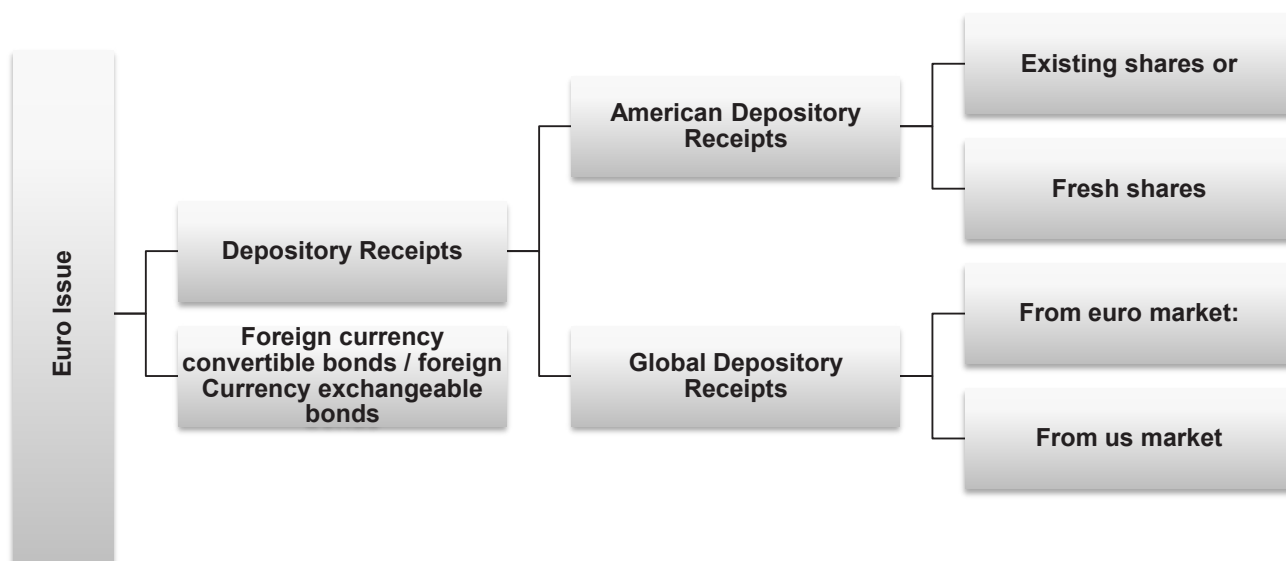 Euro Issue
Depository Receipts
Foreign currency
convertible bonds / foreign
Currency exchangeable
bonds
American Depository
Receipts
Global Depository
Receipts
Existing shares or
Fresh shares
From euro market:
From us market